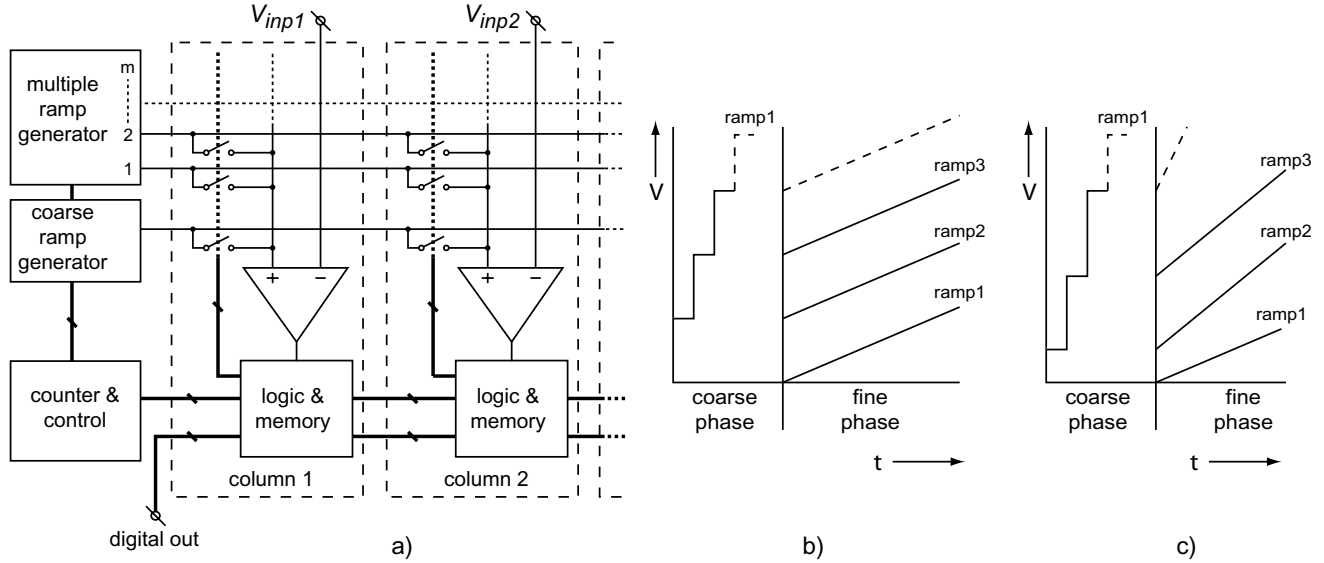 V_inp1
V_inp2
multiple
ramp
generator
m
2
1
coarse
ramp
generator
counter &
control
+ −
+ −
logic &
memory
logic &
memory
column 1
column 2
digital out
a)
V
ramp1
ramp3
ramp2
ramp1
coarse
phase
fine
phase
t
b)
V
ramp1
ramp3
ramp2
ramp1
coarse
phase
fine
phase
t
c)